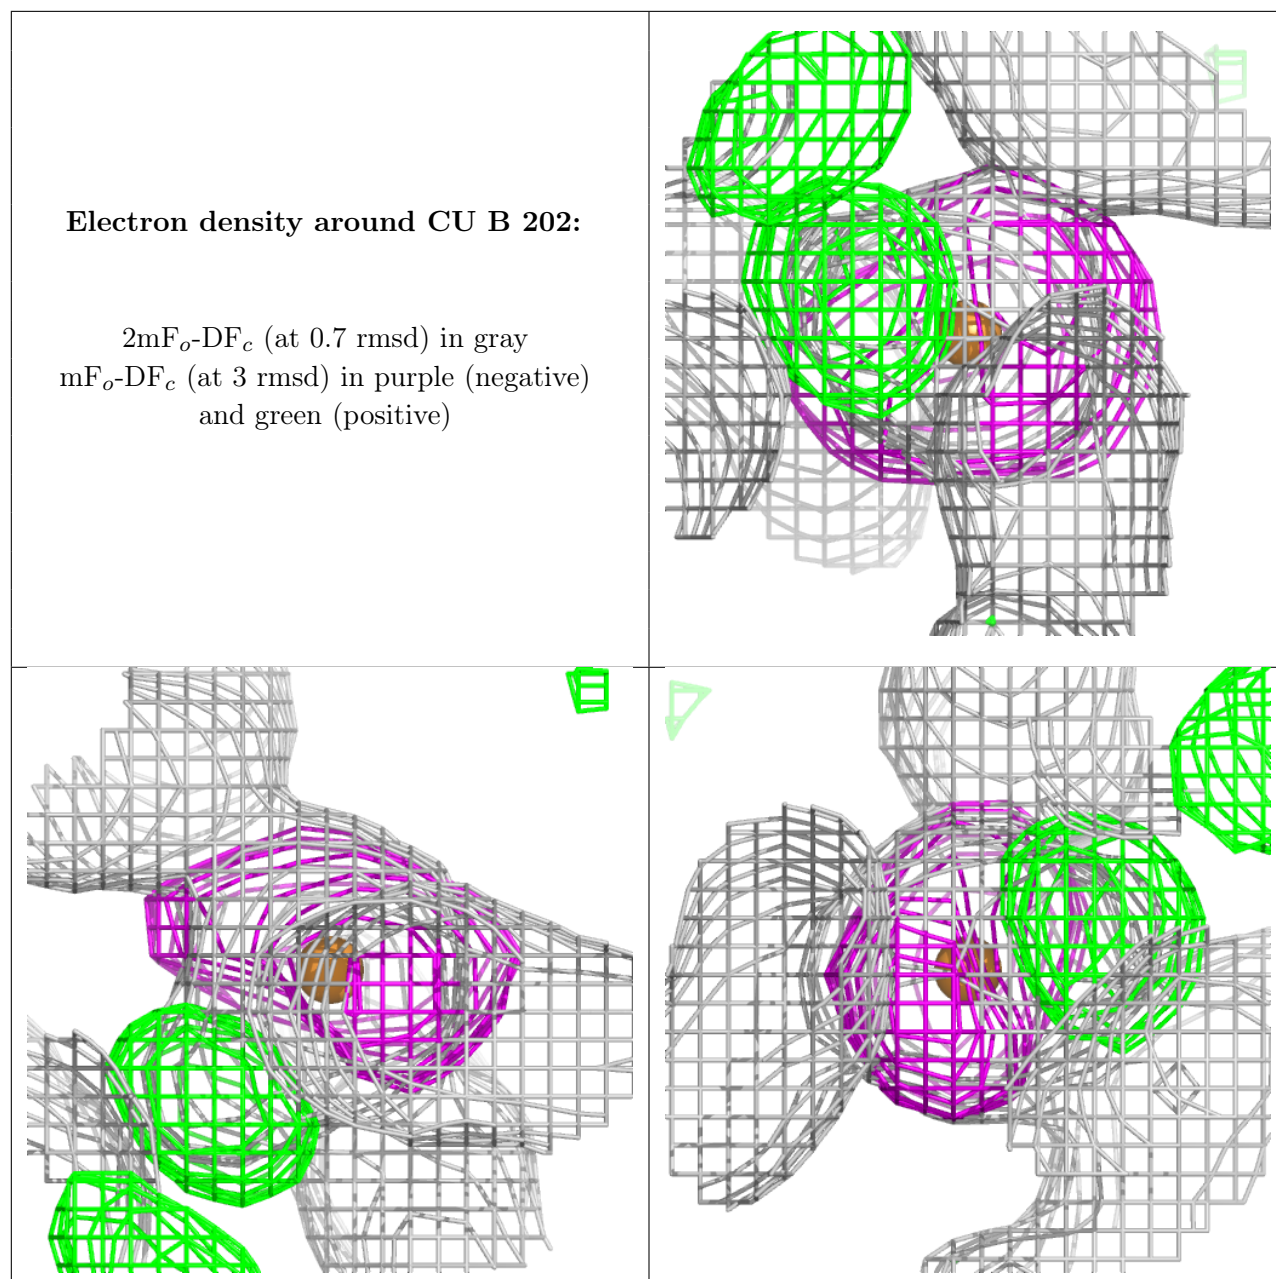 Electron density around CU B 202:
2mFo-DFc (at 0.7 rmsd) in gray
mFo-DFc (at 3 rmsd) in purple (negative)
and green (positive)